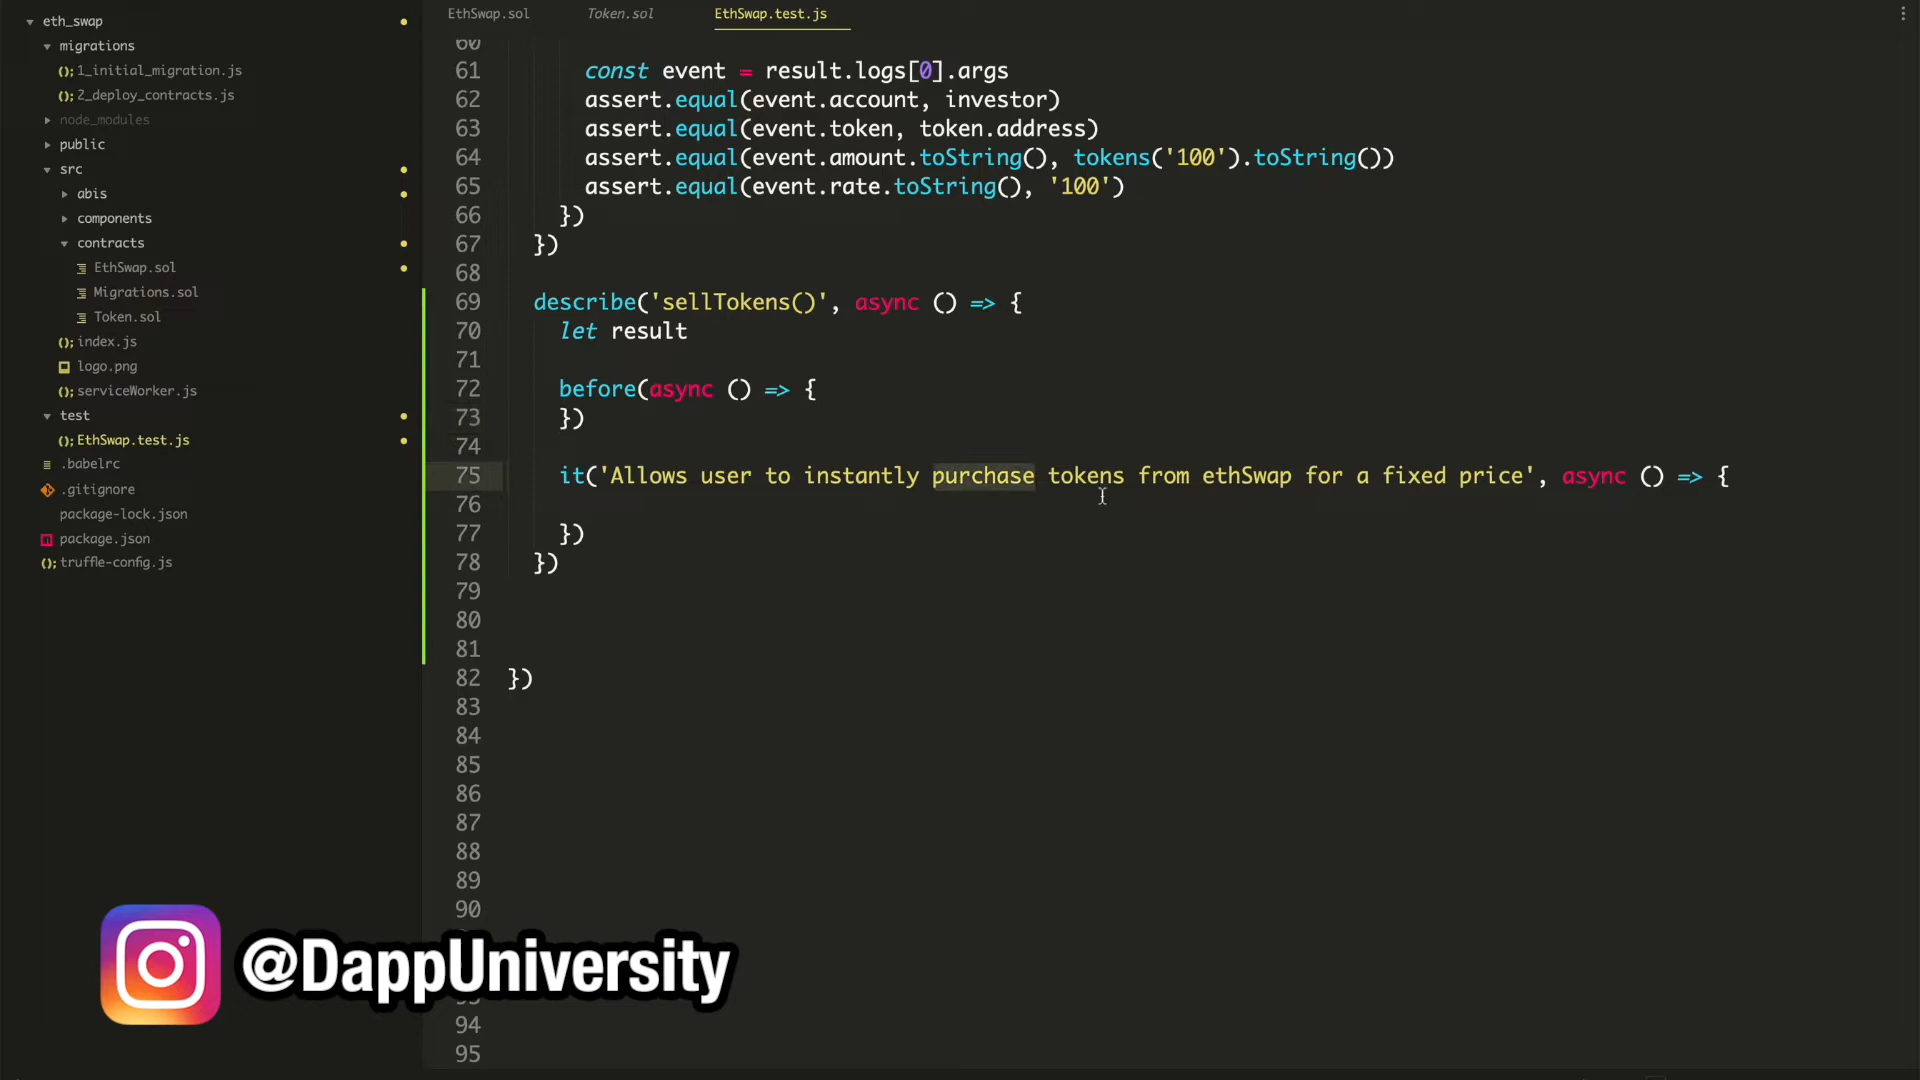 eth_swap
migrations
1_initial_migration.js
2_deploy_contracts.js
node_modules
public
src
abis
components
contracts
EthSwap.sol
Migrations.sol
Token.sol
index.js
logo.png
serviceWorker.js
test
EthSwap.test.js
.babelrc
.gitignore
package-lock.json
package.json
truffle-config.js
EthSwap.sol Token.sol EthSwap.test.js
60
61 const event = result.logs[0].args
62 assert.equal(event.account, investor)
63 assert.equal(event.token, token.address)
64 assert.equal(event.amount.toString(), tokens('100').toString())
65 assert.equal(event.rate.toString(), '100')
66 })
67 })
68
69 describe('sellTokens()', async () => {
70 let result
71
72 before(async () => {
73 })
74
75 it('Allows user to instantly purchase tokens from ethSwap for a fixed price', async () => {
76
77 })
78 })
79
80
81
82 })
83
84
85
86
87
88
89
90
94
95
@DappUniversity